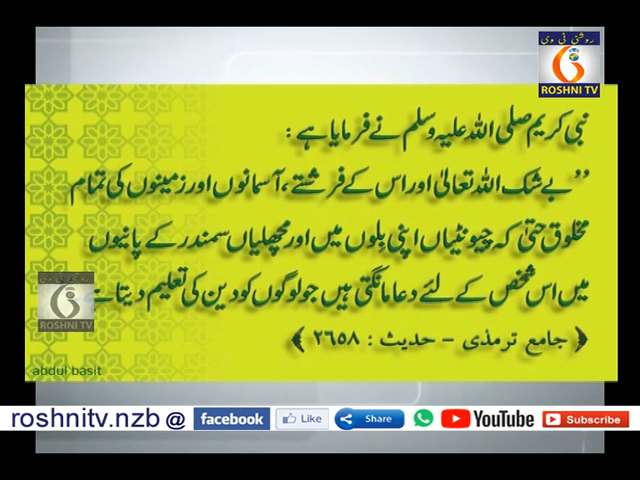 روشنی ٹی وی
ROSHNI TV
نبی کریم صلی اللہ علیہ وسلم نے فرمایا ہے :
”بے شک اللہ تعالیٰ اور اس کے فرشتے، آسمانوں اور زمینوں کی تمام
مخلوق حتیٰ کہ چیونٹیاں اپنی بلوں میں اور مچھلیاں سمندر کے پانیوں
میں اس شخص کے لئے دعا مانگتی ہیں جو لوگوں کو دین کی تعلیم دیتا ہے
﴿ جامع ترمذی - حدیث : ۲۶۵۸ ﴾
ROSHNI TV
abdul basit
roshnitv.nzb @ facebook Like Share YouTube Subscribe